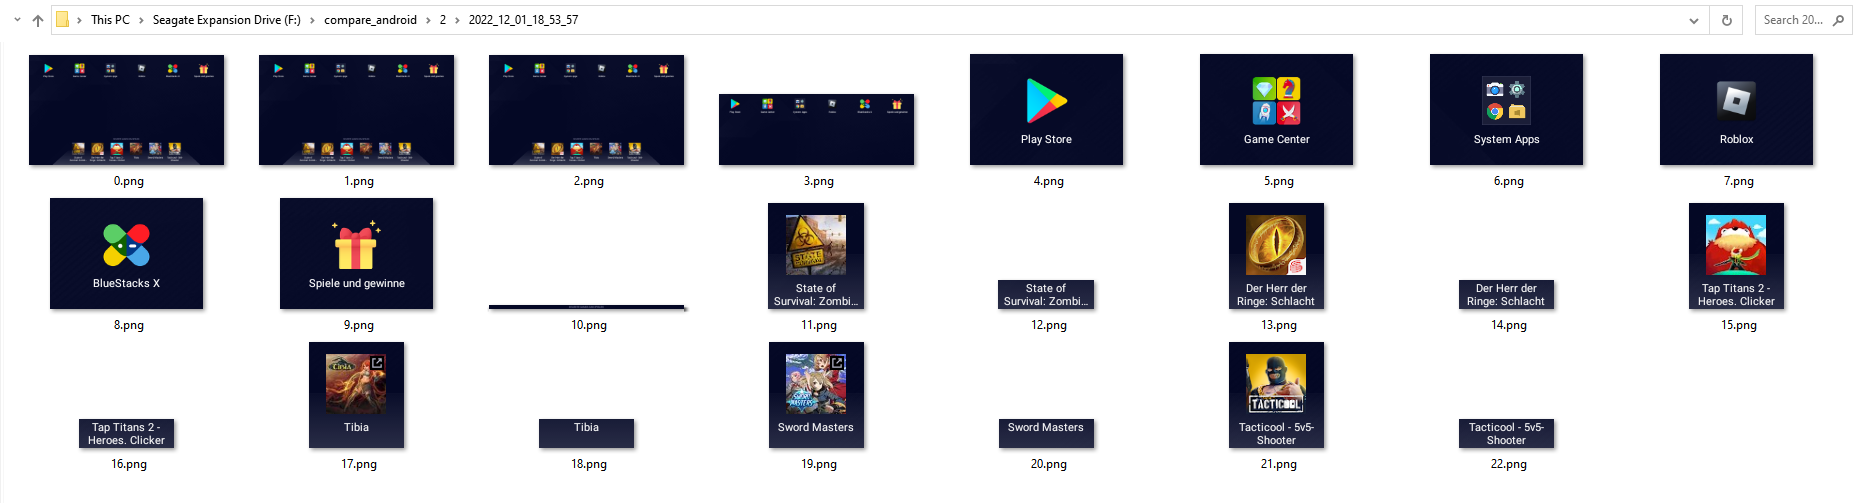 This PC > Seagate Expansion Drive (F:) > compare_android > 2 > 2022_12_01_18_53_57
Search 20...
0.png
1.png
2.png
3.png
Play Store
4.png
Game Center
5.png
System Apps
6.png
Roblox
7.png
BlueStacks X
8.png
Spiele und gewinne
9.png
10.png
State of
Survival: Zombi...
11.png
State of
Survival: Zombi...
12.png
Der Herr der
Ringe: Schlacht
13.png
Der Herr der
Ringe: Schlacht
14.png
Tap Titans 2 -
Heroes. Clicker
15.png
Tap Titans 2 -
Heroes. Clicker
16.png
Tibia
17.png
Tibia
18.png
Sword Masters
19.png
Sword Masters
20.png
TACTICOOL
Tacticool - 5v5-
Shooter
21.png
Tacticool - 5v5-
Shooter
22.png